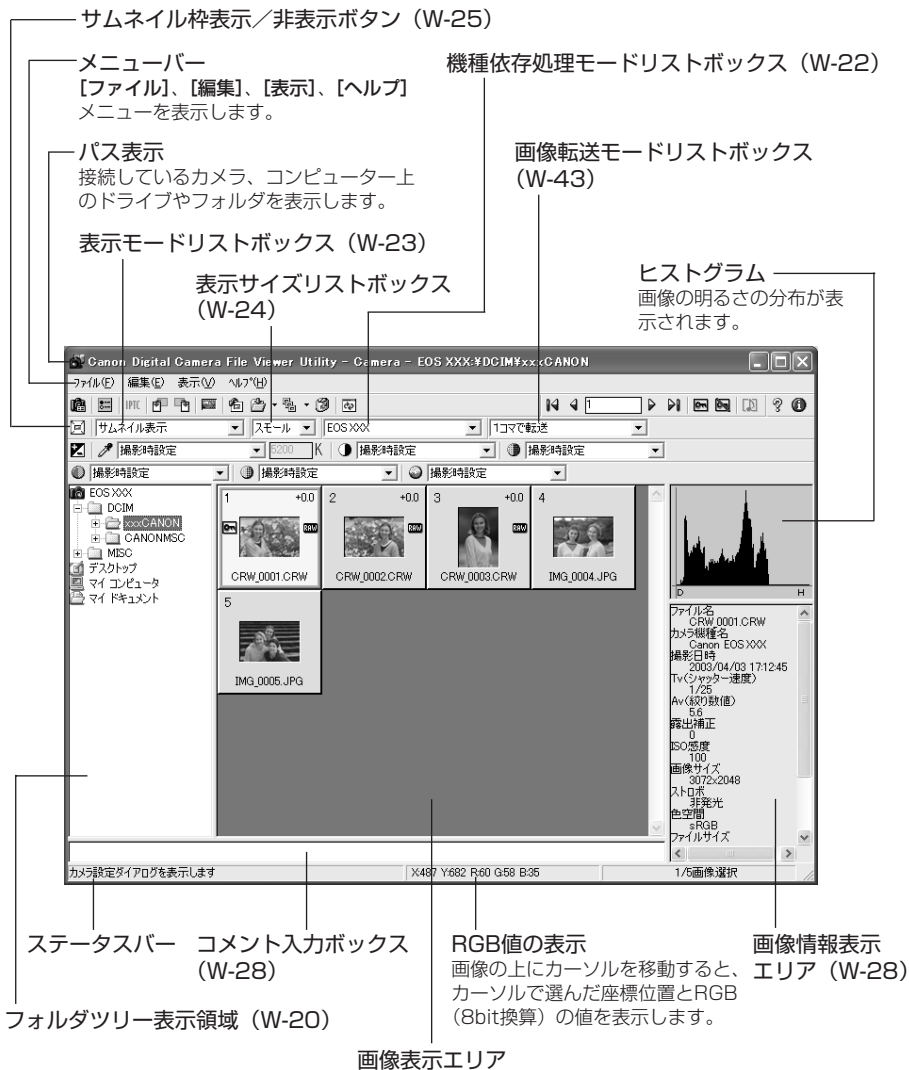 サムネイル枠表示／非表示ボタン（W-25）
メニューバー
[ファイル]、[編集]、[表示]、[ヘルプ]
メニューを表示します。
機種依存処理モードリストボックス（W-22）
パス表示
接続しているカメラ、コンピューター上
のドライブやフォルダを表示します。
画像転送モードリストボックス
（W-43）
表示モードリストボックス（W-23）
表示サイズリストボックス
（W-24）
ヒストグラム
画像の明るさの分布が表
示されます。
Canon Digital Camera File Viewer Utility - Camera - EOS XXX:¥DCIM¥xxxCANON
ファイル(F) 編集(E) 表示(V) ヘルプ(H)
IPTC 1
サムネイル表示 スモール EOS XXX 1コマで転送
撮影時設定 5200 K 撮影時設定 撮影時設定
撮影時設定 撮影時設定 撮影時設定
EOS XXX
DCIM
xxxCANON
CANONMSC
MISC
デスクトップ
マイ コンピュータ
マイ ドキュメント
1 +0.0 2 +0.0 3 +0.0 4
RAW RAW RAW
CRW_0001.CRW CRW_0002.CRW CRW_0003.CRW IMG_0004.JPG
5
IMG_0005.JPG
D H
ファイル名
CRW_0001.CRW
カメラ機種名
Canon EOS XXX
撮影日時
2003/04/03 17:12:45
Tv(シャッター速度)
1/25
Av(絞り数値)
5.6
露出補正
0
ISO感度
100
画像サイズ
3072x2048
ストロボ
非発光
色空間
sRGB
ファイルサイズ
カメラ設定ダイアログを表示します X:487 Y:682 R:60 G:58 B:35 1/5画像選択
ステータスバー
コメント入力ボックス
（W-28）
RGB値の表示
画像の上にカーソルを移動すると、
カーソルで選んだ座標位置とRGB
（8bit換算）の値を表示します。
画像情報表示
エリア（W-28）
フォルダツリー表示領域（W-20）
画像表示エリア